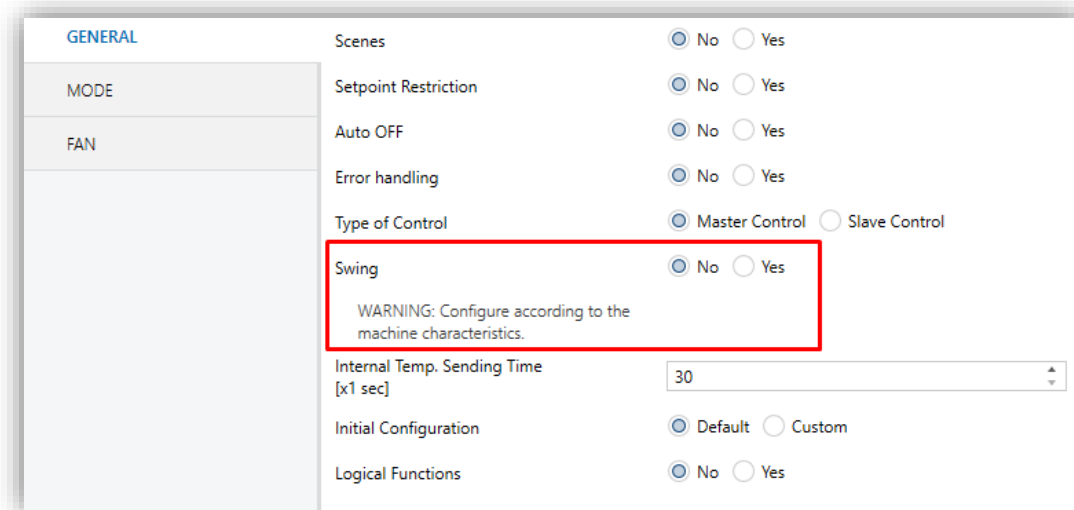 GENERAL
MODE
FAN
Scenes No Yes
Setpoint Restriction No Yes
Auto OFF No Yes
Error handling No Yes
Type of Control Master Control Slave Control
Swing No Yes
WARNING: Configure according to the
machine characteristics.
Internal Temp. Sending Time
[x1 sec] 30
Initial Configuration Default Custom
Logical Functions No Yes